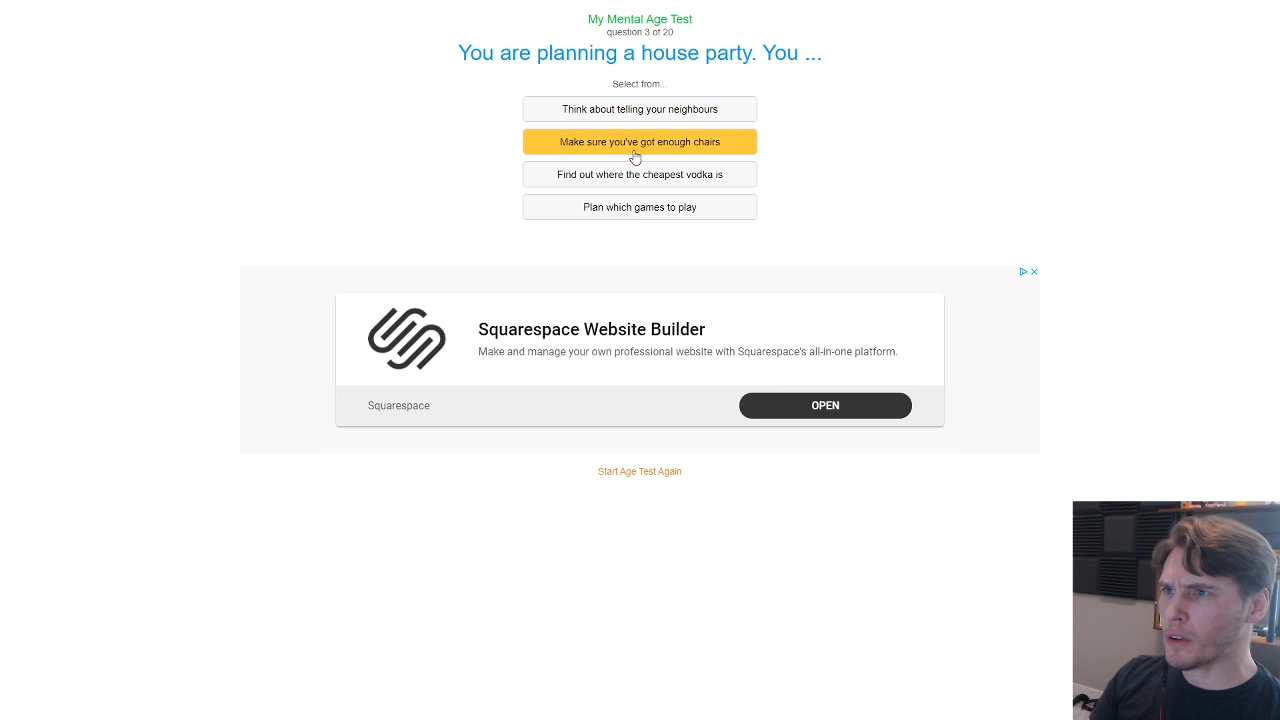 My Mental Age Test
question 3 of 20
You are planning a house party. You ...
Select from...
Think about telling your neighbours
Make sure you've got enough chairs
Find out where the cheapest vodka is
Plan which games to play
Squarespace Website Builder
Make and manage your own professional website with Squarespace's all-in-one platform.
Squarespace
OPEN
Start Age Test Again